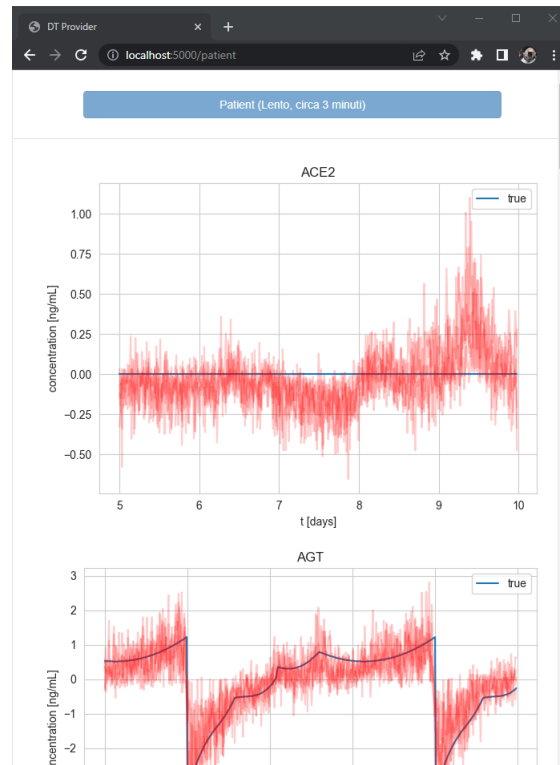 DT Provider
localhost:5000/patient
Patient (Lento, circa 3 minuti)
ACE2
true
1.00
0.75
0.50
0.25
0.00
−0.25
−0.50
concentration [ng/mL]
5 6 7 8 9 10
t [days]
AGT
true
3
2
1
0
−1
−2
ncentration [ng/mL]